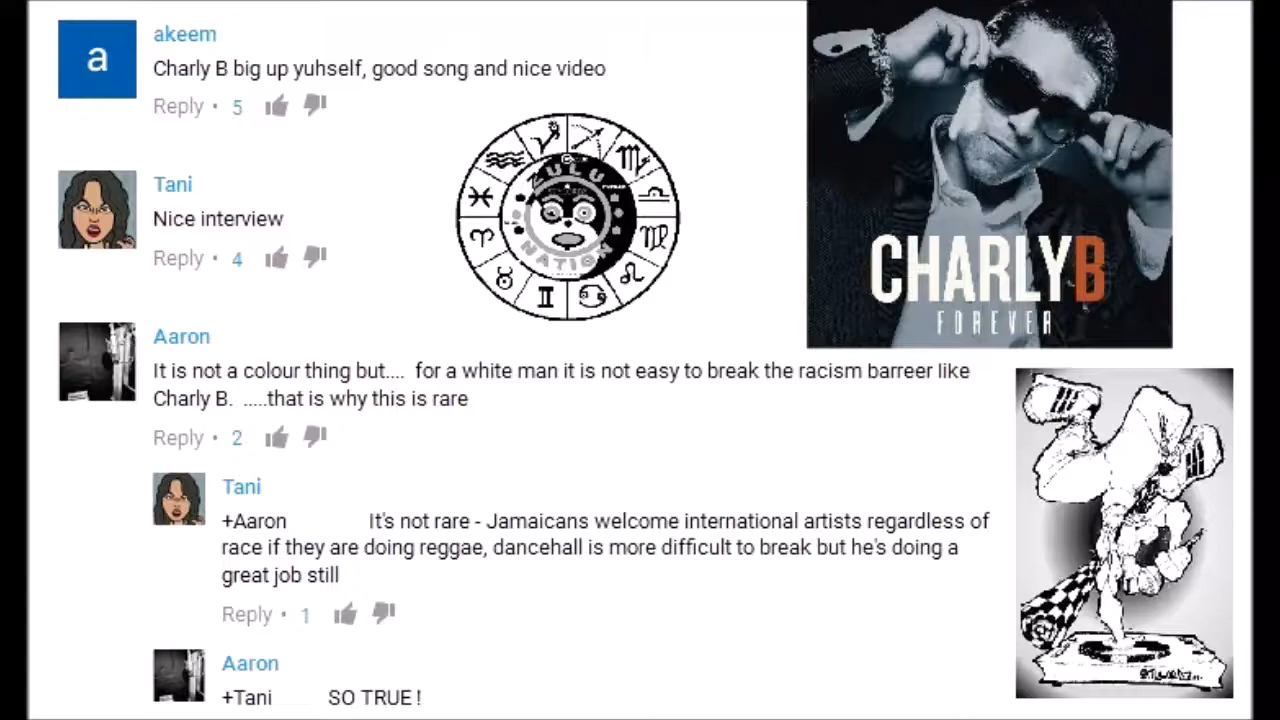 a
akeem
Charly B big up yuhself, good song and nice video
Reply • 5
Tani
Nice interview
Reply • 4
ZULU
NATION
CHARLYB
FOREVER
Aaron
It is not a colour thing but.... for a white man it is not easy to break the racism barreer like
Charly B. .....that is why this is rare
Reply • 2
Tani
+Aaron It's not rare - Jamaicans welcome international artists regardless of
race if they are doing reggae, dancehall is more difficult to break but he's doing a
great job still
Reply • 1
Aaron
+Tani SO TRUE !